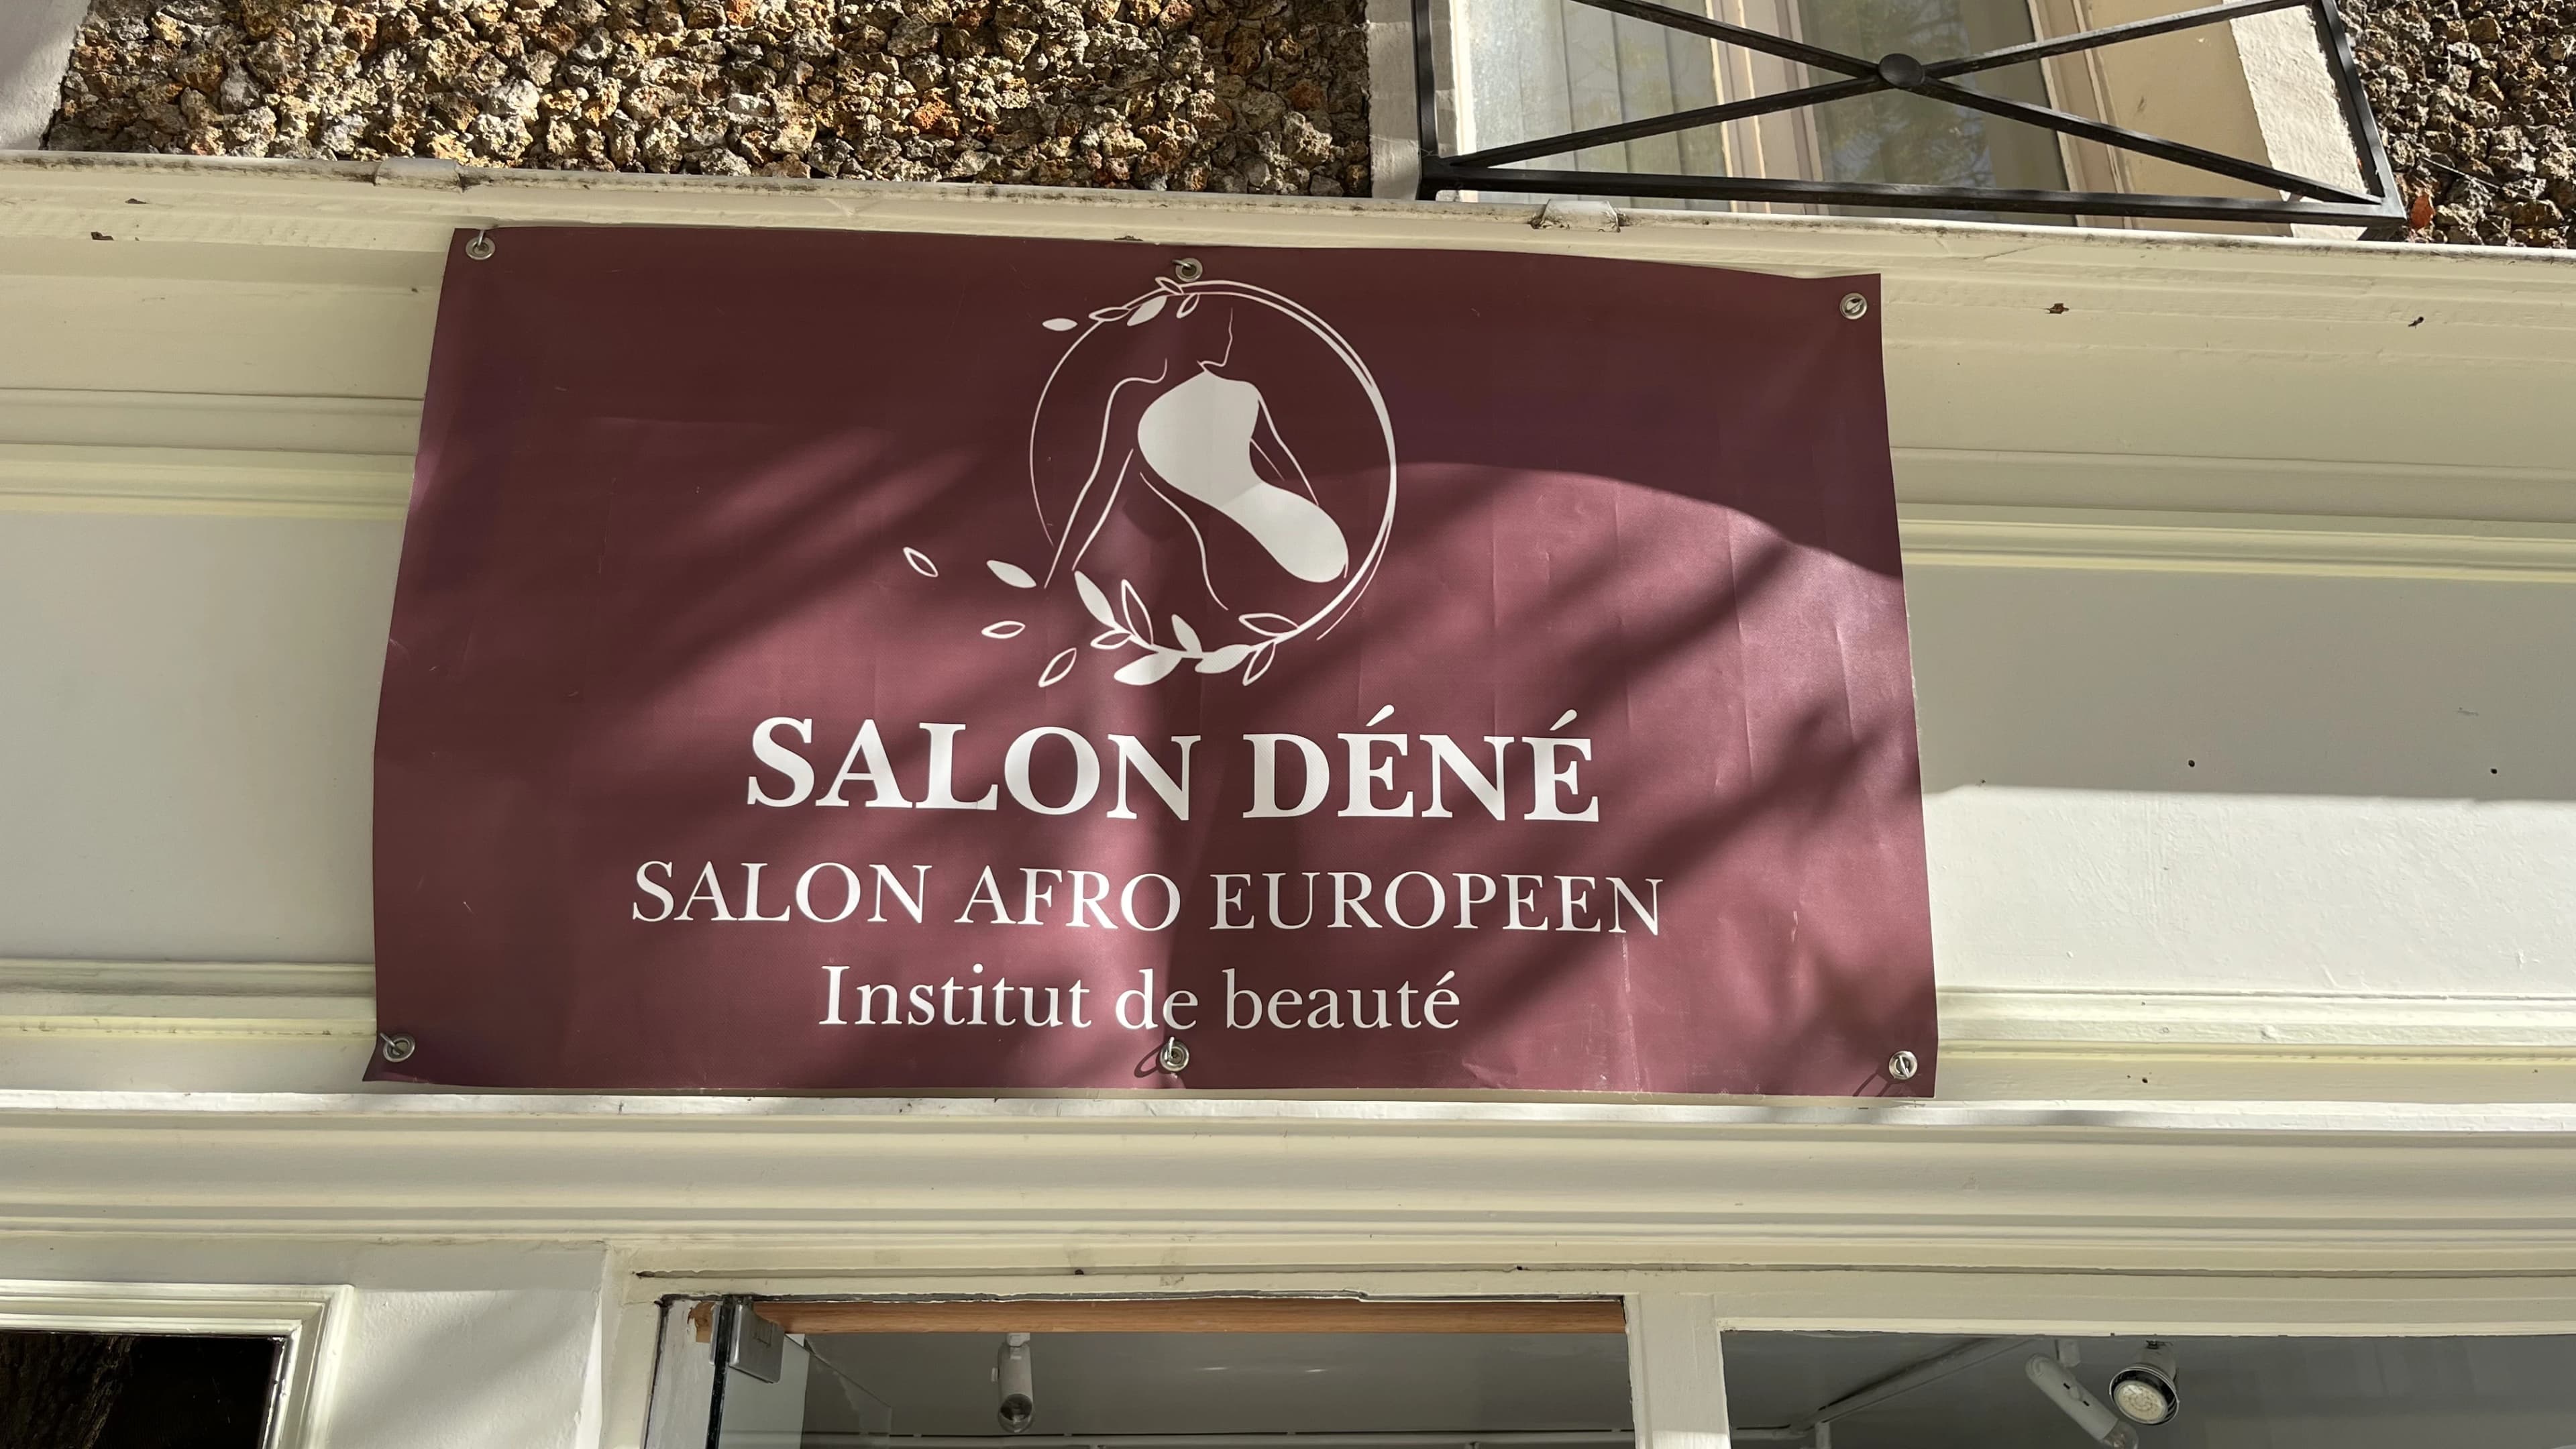 SALON DÉNÉ
SALON AFRO EUROPEEN
Institut de beauté